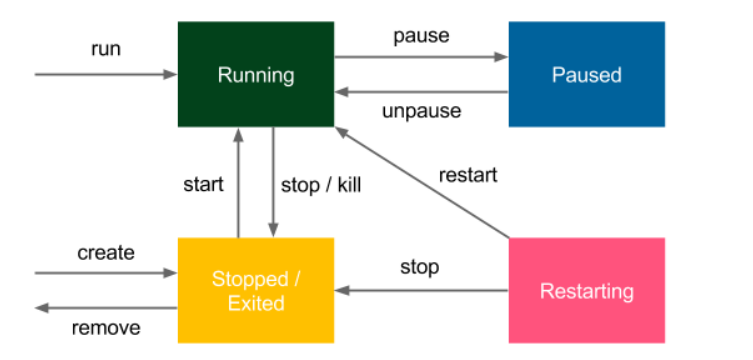 run
Running
pause
Paused
unpause
start
stop / kill
restart
create
Stopped /
Exited
stop
Restarting
remove